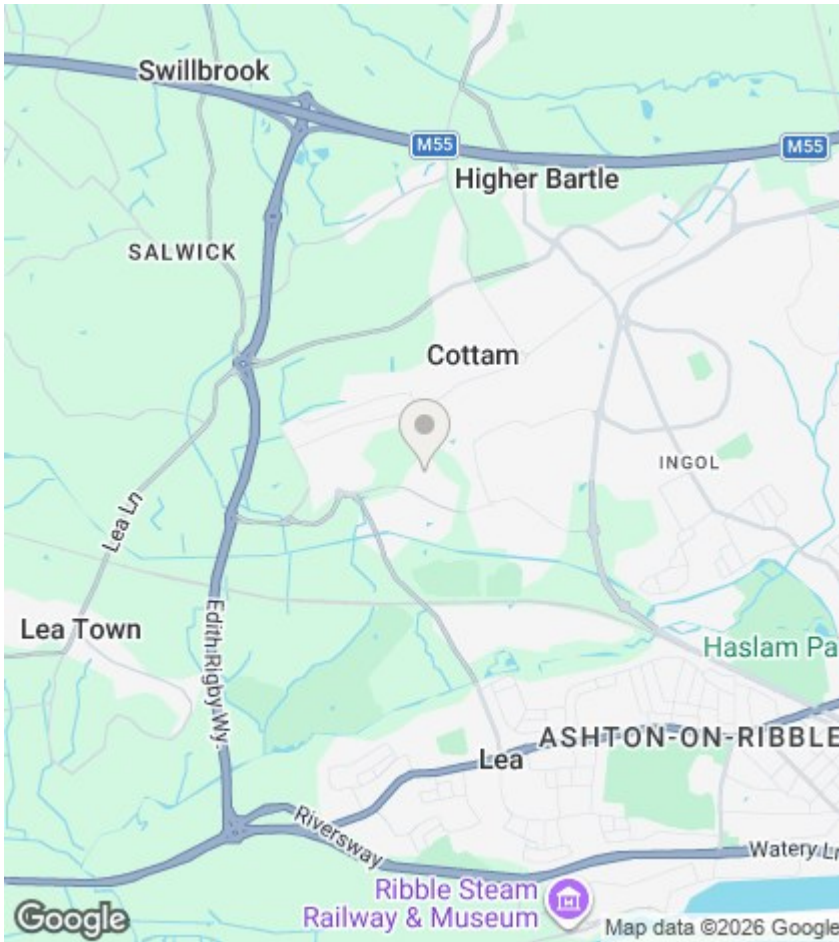 Swillbrook
M55
M55
Higher Bartle
SALWICK
Cottam
INGOL
Lea Ln
Lea Town
Edith Rigby Wy.
Haslam Pa
ASHTON-ON-RIBBLE
Lea
Riversway
Watery Ln
Ribble Steam
Railway & Museum
Google
Map data ©2026 Google